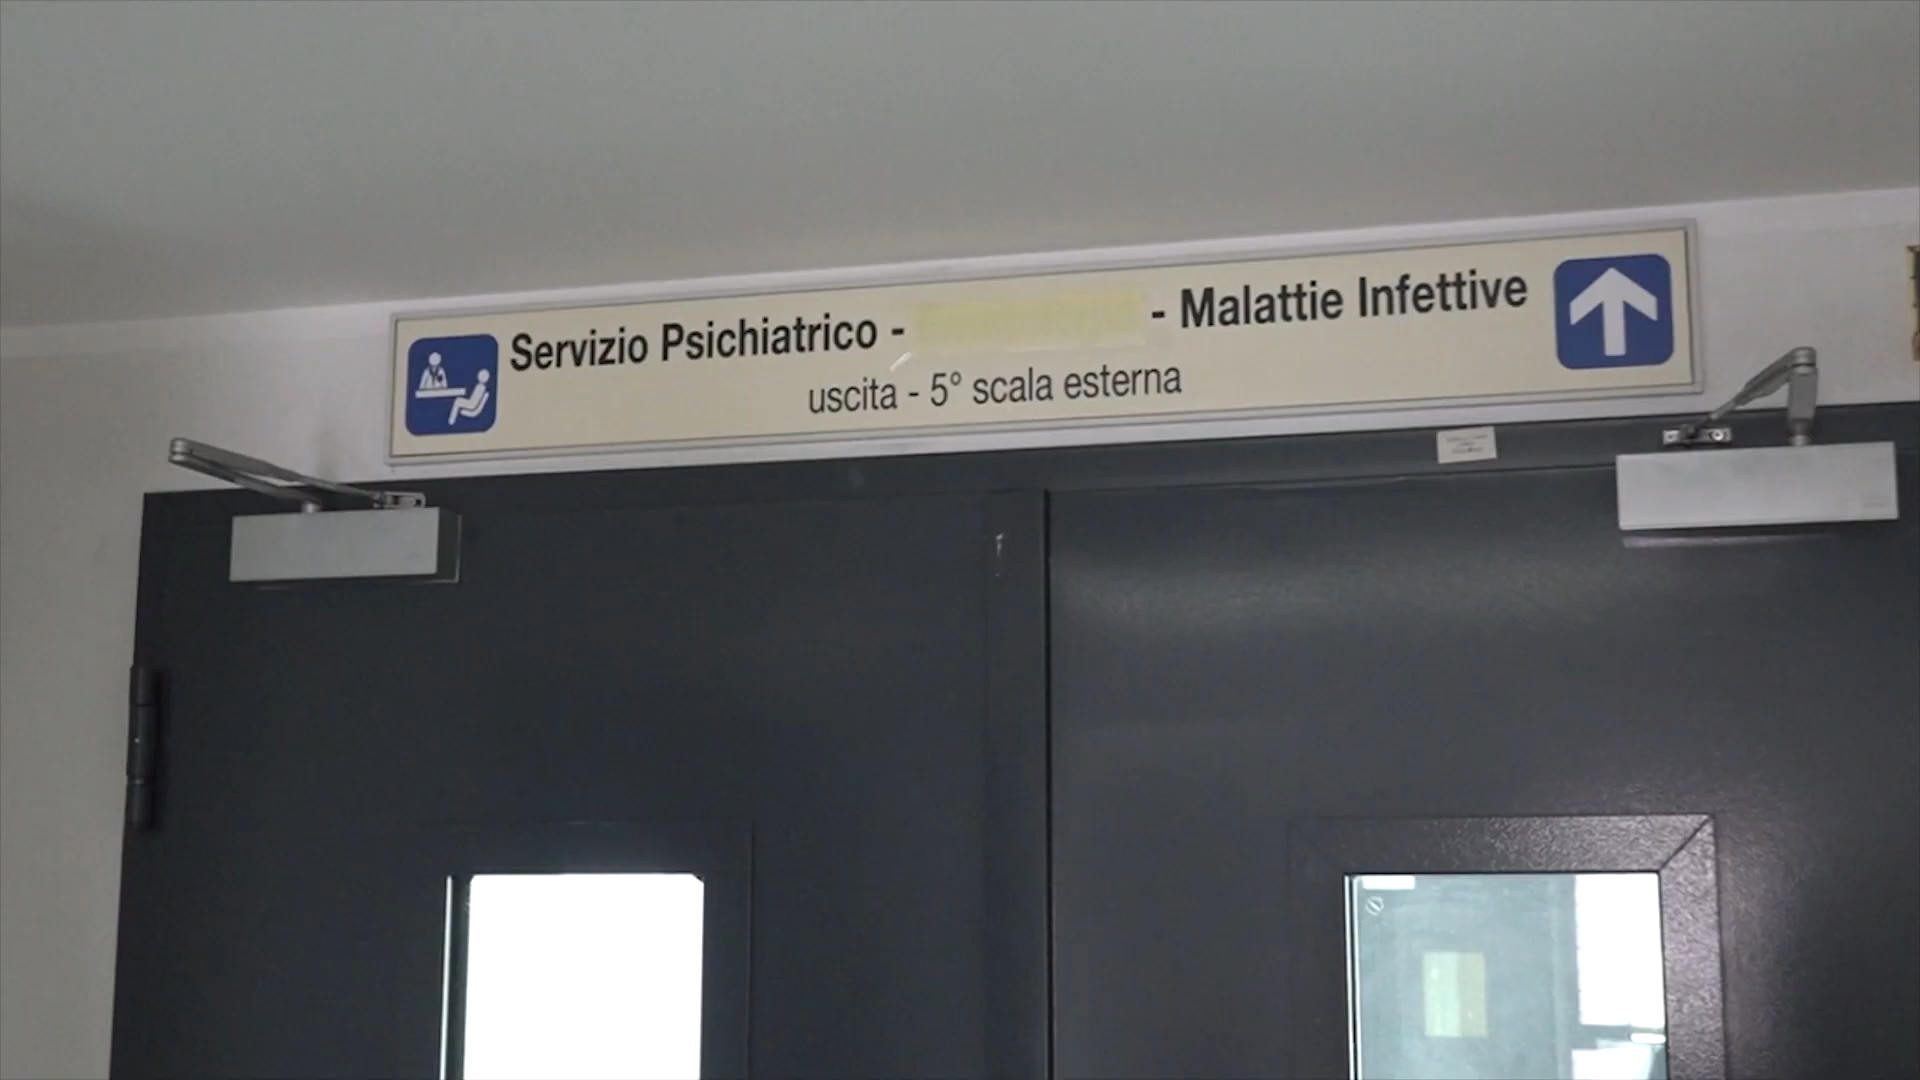 Servizio Psichiatrico - - Malattie Infettive
uscita - 5° scala esterna